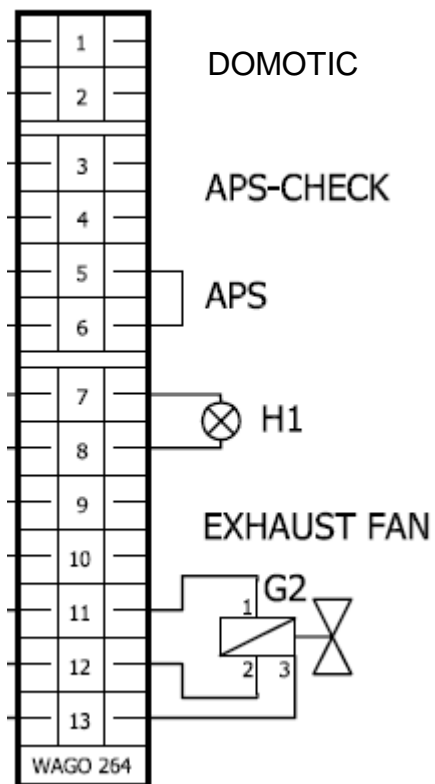 1
DOMOTIC
2
3
APS-CHECK
4
5
APS
6
7
H1
8
9
EXHAUST FAN
10
G2
11
1
12
2 3
13
WAGO 264